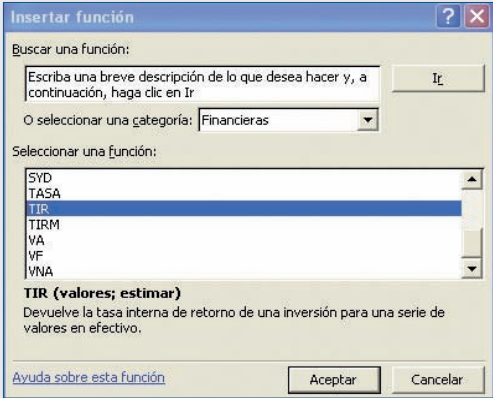 Insertar función
? X
Buscar una función:
Escriba una breve descripción de lo que desea hacer y, a
continuación, haga clic en Ir
Ir
O seleccionar una categoría: Financieras
Seleccionar una función:
SYD
TASA
TIR
TIRM
VA
VF
VNA
TIR (valores; estimar)
Devuelve la tasa interna de retorno de una inversión para una serie de
valores en efectivo.
Ayuda sobre esta función
Aceptar
Cancelar